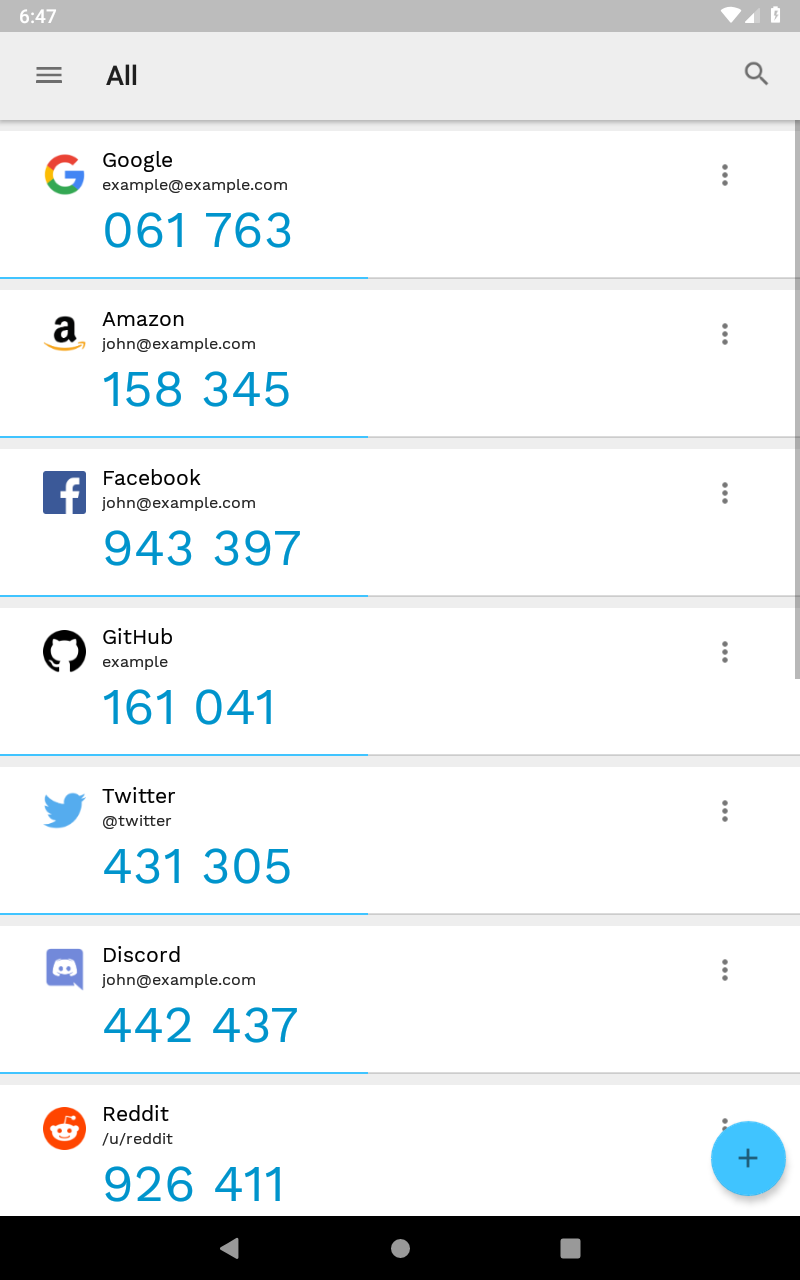 6:47
All
Google
example@example.com
061 763
Amazon
john@example.com
158 345
Facebook
john@example.com
943 397
GitHub
example
161 041
Twitter
@twitter
431 305
Discord
john@example.com
442 437
Reddit
/u/reddit
926 411